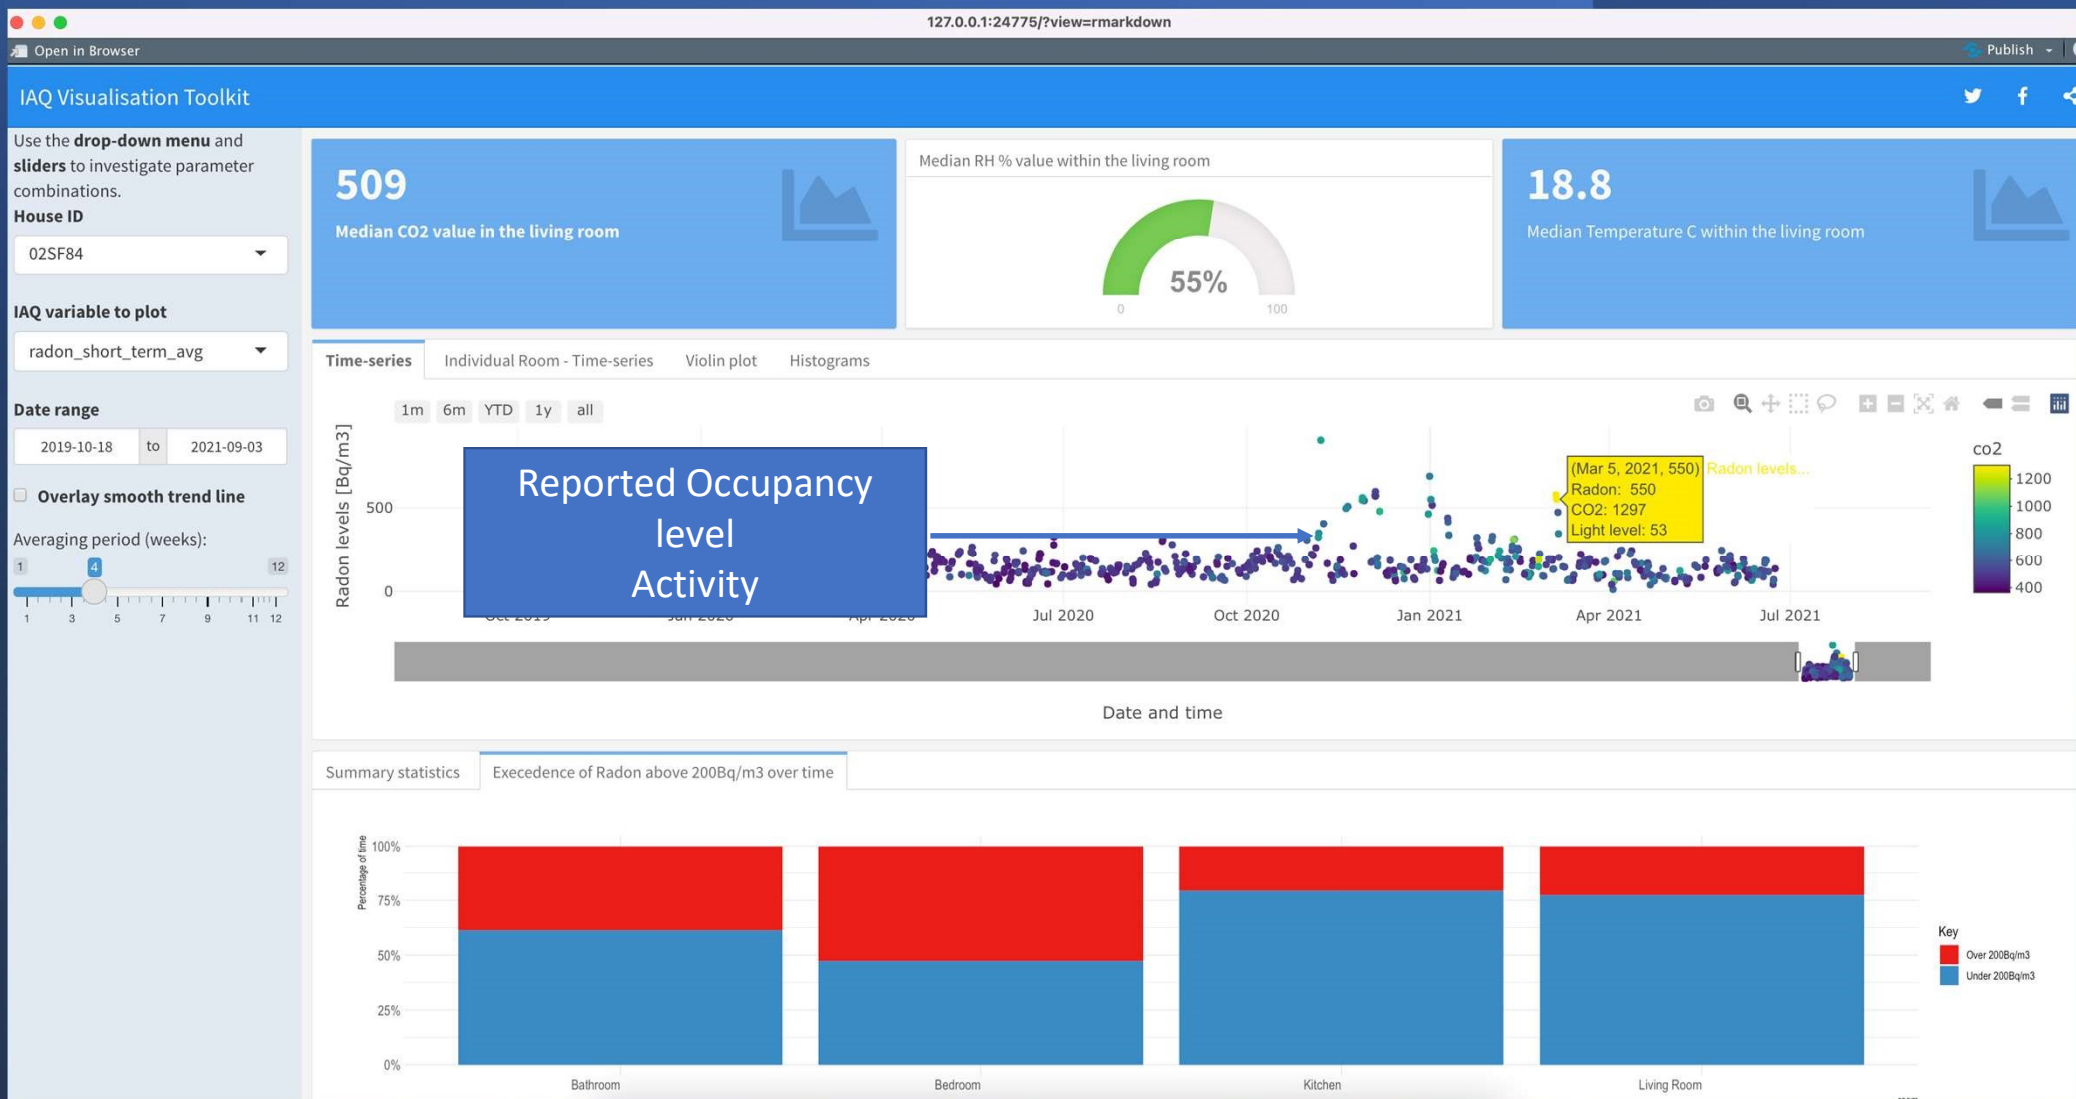 127.0.0.1:24775/?view=rmarkdown
Open in Browser
Publish
IAQ Visualisation Toolkit
Use the drop-down menu and
sliders to investigate parameter
combinations.
House ID
02SF84
IAQ variable to plot
radon_short_term_avg
Date range
2019-10-18 to 2021-09-03
Overlay smooth trend line
Averaging period (weeks):
1 4 12
1 3 5 7 9 11 12
509
Median CO2 value in the living room
Median RH % value within the living room
55%
0 100
18.8
Median Temperature C within the living room
Time-series Individual Room - Time-series Violin plot Histograms
1m 6m YTD 1y all
Radon levels [Bq/m3]
500
0
Reported Occupancy
level
Activity
(Mar 5, 2021, 550) Radon levels...
Radon: 550
CO2: 1297
Light level: 53
co2
1200
1000
800
600
400
Jul 2020 Oct 2020 Jan 2021 Apr 2021 Jul 2021
Date and time
Summary statistics Execedence of Radon above 200Bq/m3 over time
Percentage of time
100%
75%
50%
25%
0%
Bathroom Bedroom Kitchen Living Room
Key
Over 200Bq/m3
Under 200Bq/m3